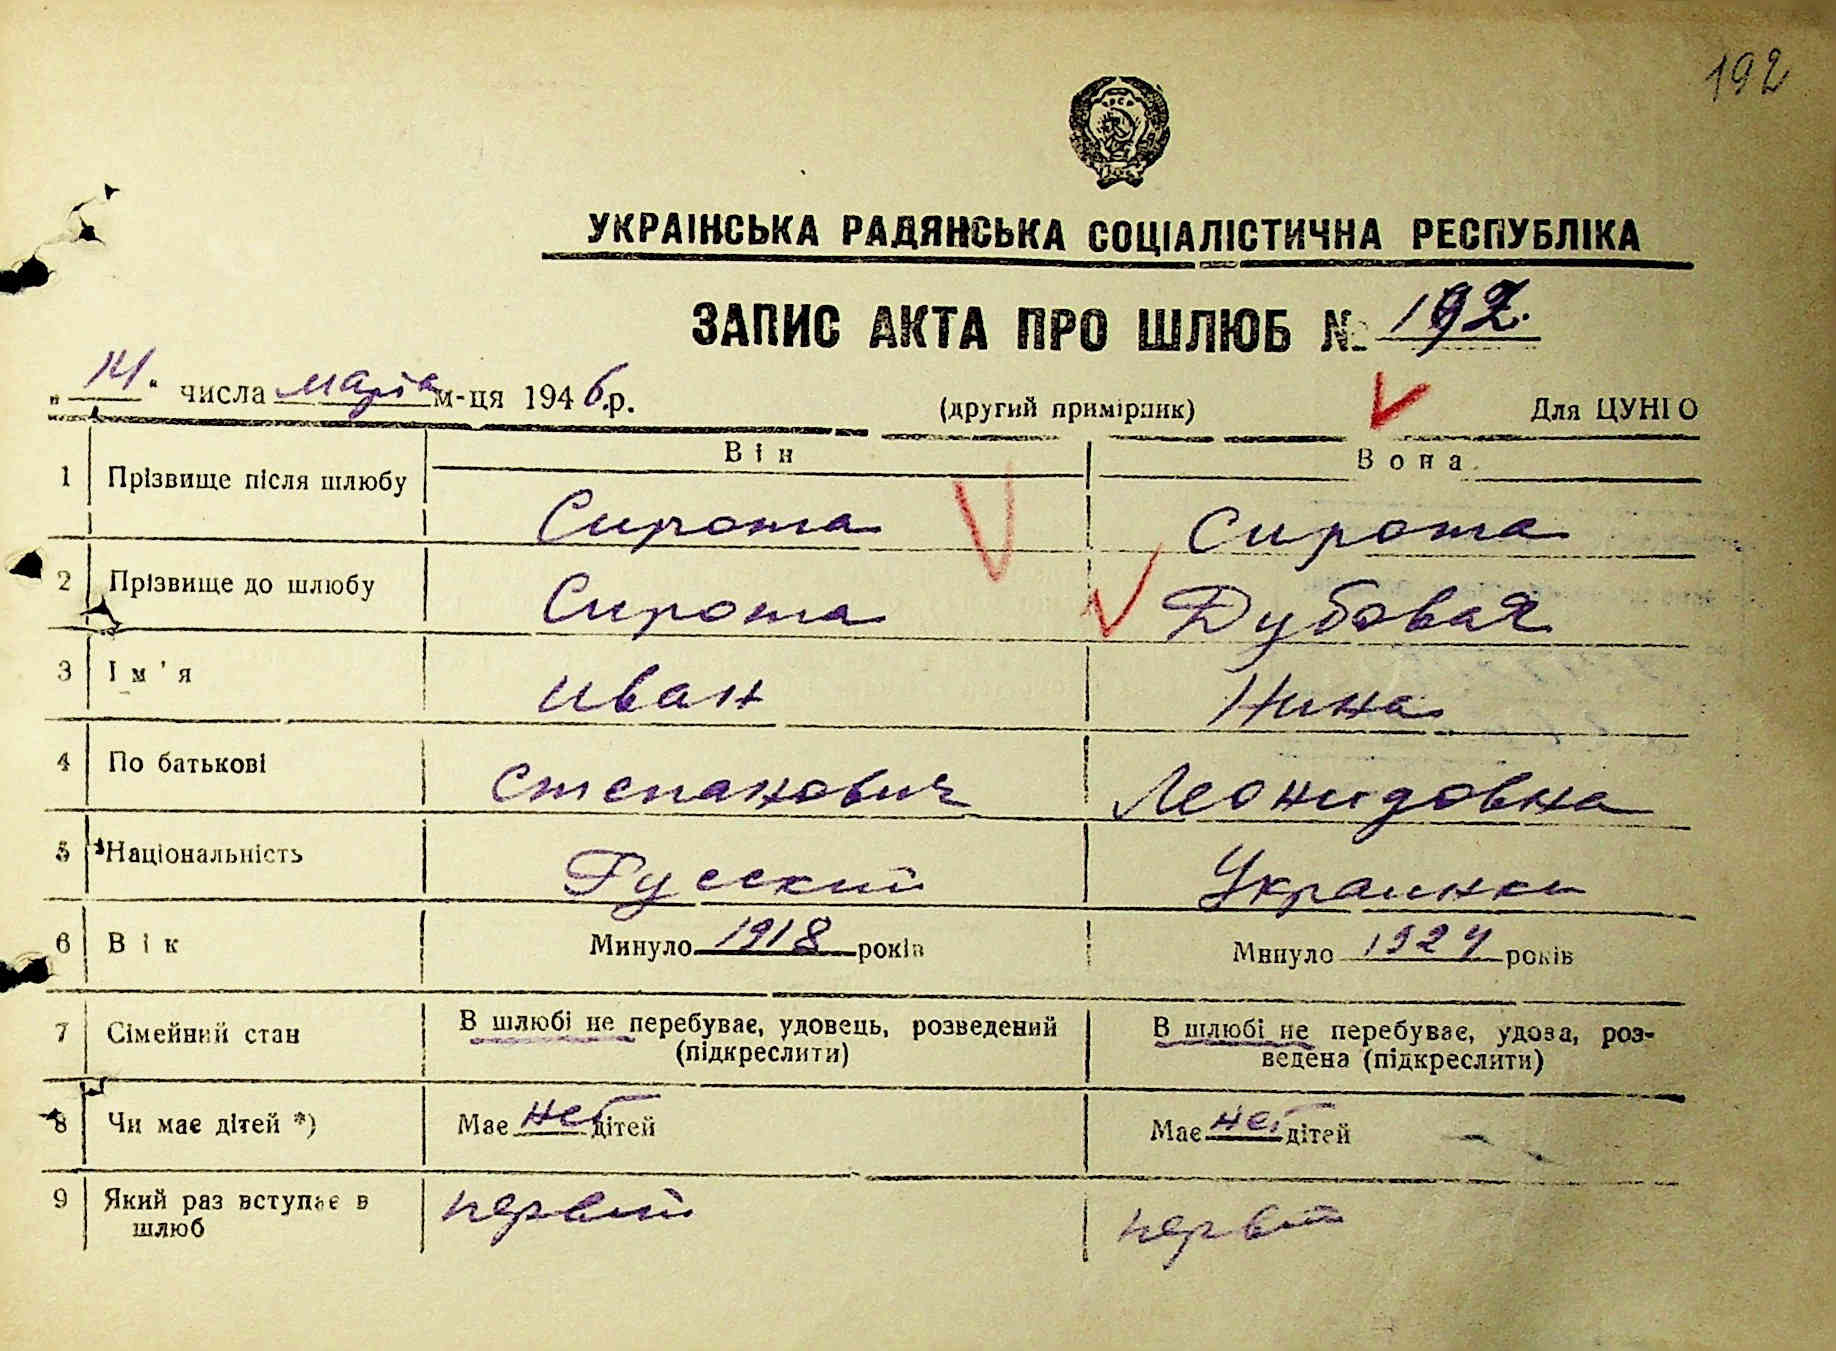 192
УКРАЇНСЬКА РАДЯНСЬКА СОЦІАЛІСТИЧНА РЕСПУБЛІКА
ЗАПИС АКТА ПРО ШЛЮБ № 192.
„14." числа марта м-ця 1946 р. (другий примірник) Для ЦУНГО
Він Вона
1 Прізвище після шлюбу Сирота Сирота
2 Прізвище до шлюбу Сирота Дубовая
3 Ім'я Иван Нина
4 По батькові Степанович Леонидовна
5 Національність Русский Украинка
6 Вік Минуло 1918 років Минуло 1924 років
7 Сімейний стан В шлюбі не перебуває, удовець, розведений В шлюбі не перебуває, удова, роз-
(підкреслити) ведена (підкреслити)
8 Чи має дітей *) Має нет дітей Має нет дітей
9 Який раз вступає в первый первый
шлюб